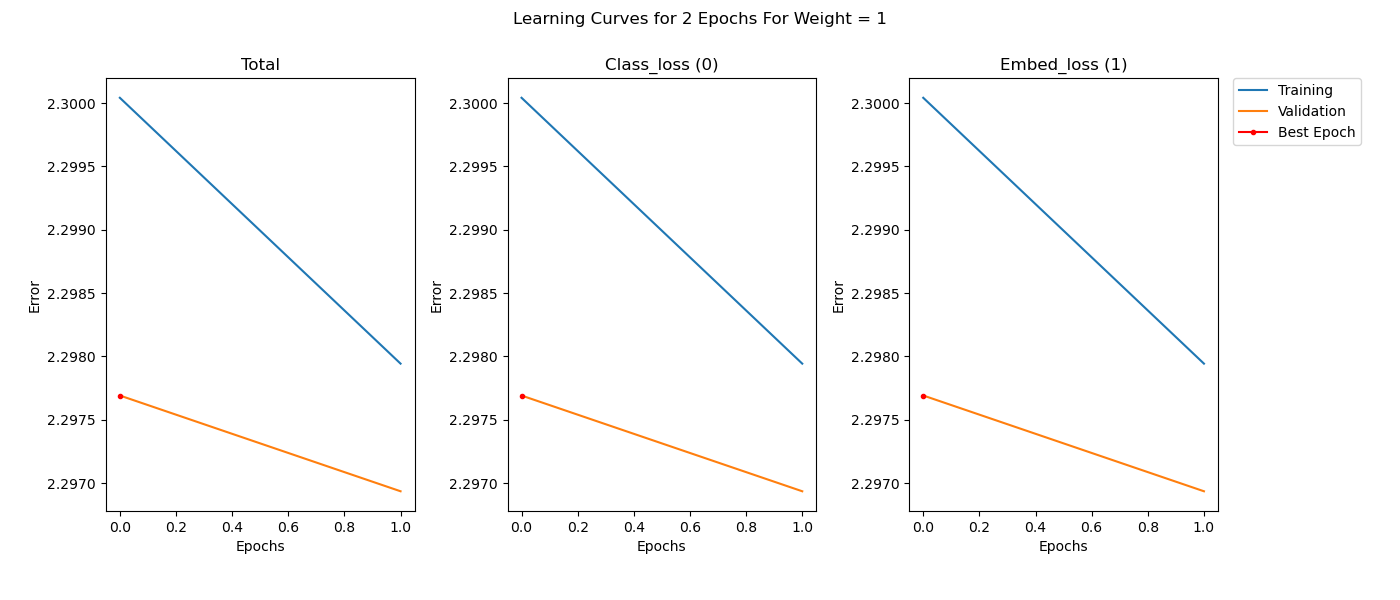 Learning Curves for 2 Epochs For Weight = 1
Total
2.3000
2.2995
2.2990
2.2985
2.2980
2.2975
2.2970
Error
0.0 0.2 0.4 0.6 0.8 1.0
Epochs
Class_loss (0)
2.3000
2.2995
2.2990
2.2985
2.2980
2.2975
2.2970
Error
0.0 0.2 0.4 0.6 0.8 1.0
Epochs
Embed_loss (1)
2.3000
2.2995
2.2990
2.2985
2.2980
2.2975
2.2970
Error
0.0 0.2 0.4 0.6 0.8 1.0
Epochs
Training
Validation
Best Epoch